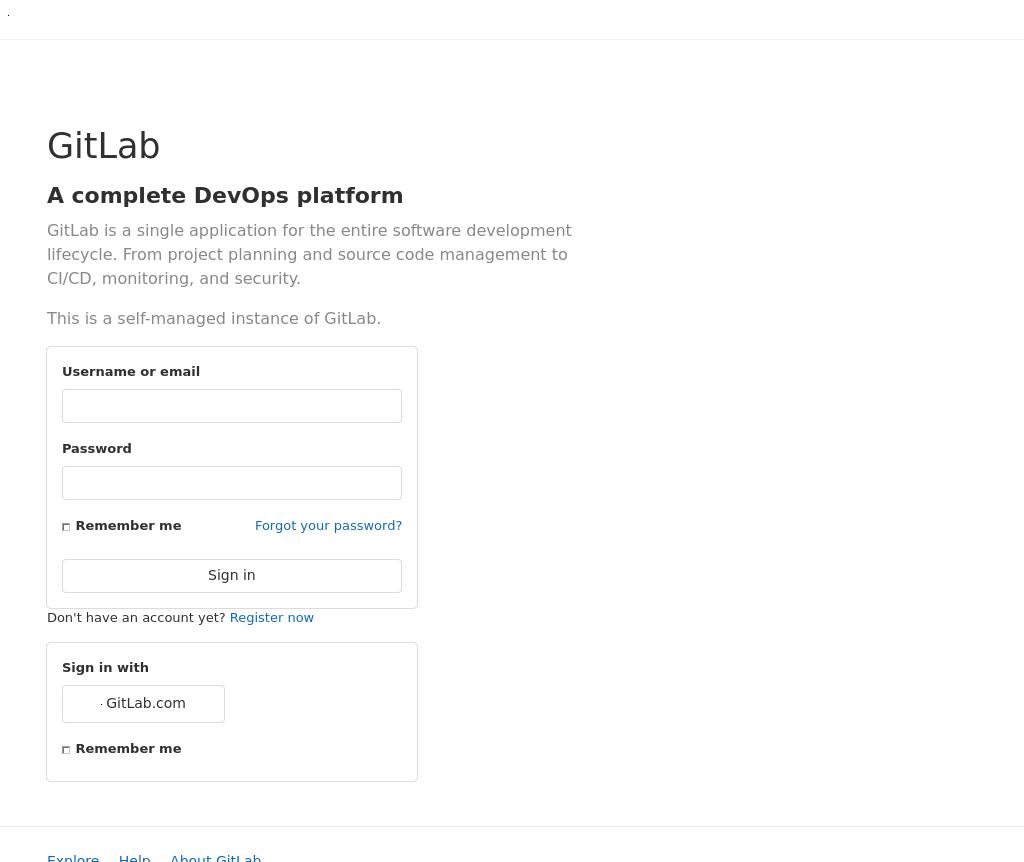 GitLab
A complete DevOps platform
GitLab is a single application for the entire software development
lifecycle. From project planning and source code management to
CI/CD, monitoring, and security.
This is a self-managed instance of GitLab.
Username or email
Password
Remember me Forgot your password?
Sign in
Don't have an account yet? Register now
Sign in with
GitLab.com
Remember me
Explore Help About GitLab